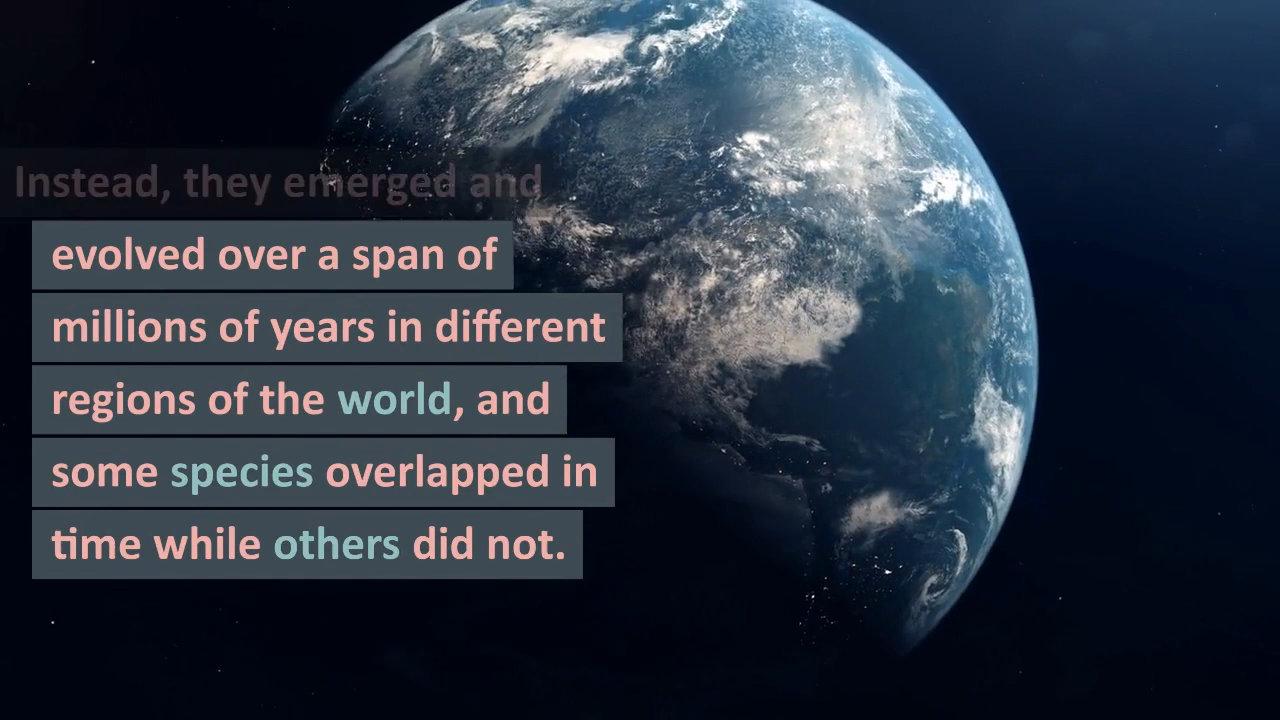 Instead, they emerged and
evolved over a span of
millions of years in different
regions of the world, and
some species overlapped in
time while others did not.